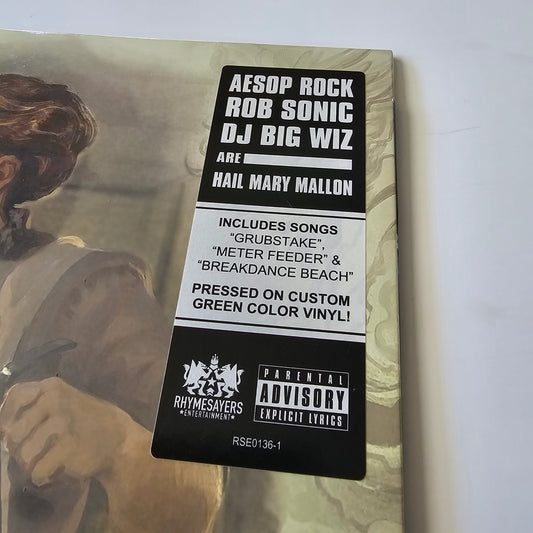 AESOP ROCK
ROB SONIC
DJ BIG WIZ
ARE
HAIL MARY MALLON
INCLUDES SONGS
“GRUBSTAKE”,
“METER FEEDER” &
“BREAKDANCE BEACH”
PRESSED ON CUSTOM
GREEN COLOR VINYL!
RHYMESAYERS
ENTERTAINMENT
PARENTAL
ADVISORY
EXPLICIT LYRICS
RSE0136-1